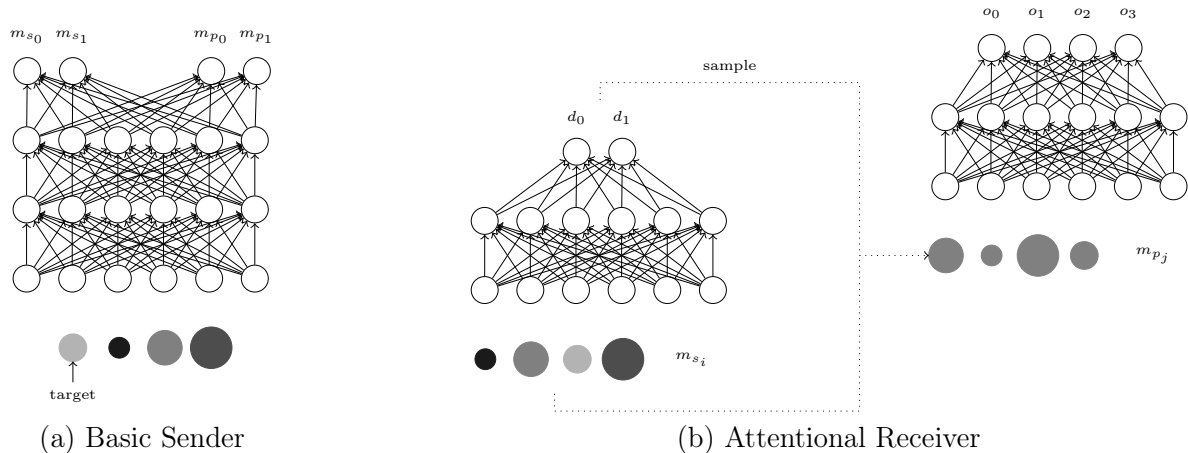 m_{s_0} m_{s_1} m_{p_0} m_{p_1}
target
(a) Basic Sender
sample
d_0 d_1
m_{s_i}
o_0 o_1 o_2 o_3
m_{p_j}
(b) Attentional Receiver